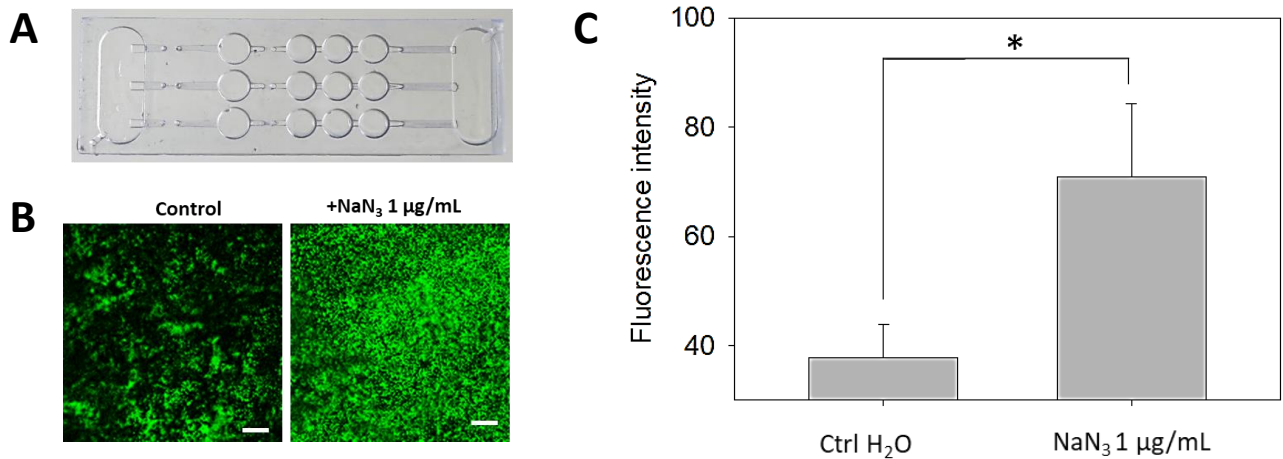 A
B
Control
+NaN₃ 1 µg/mL
C
Fluorescence intensity
100
80
60
40
*
Ctrl H₂O
NaN₃ 1 µg/mL